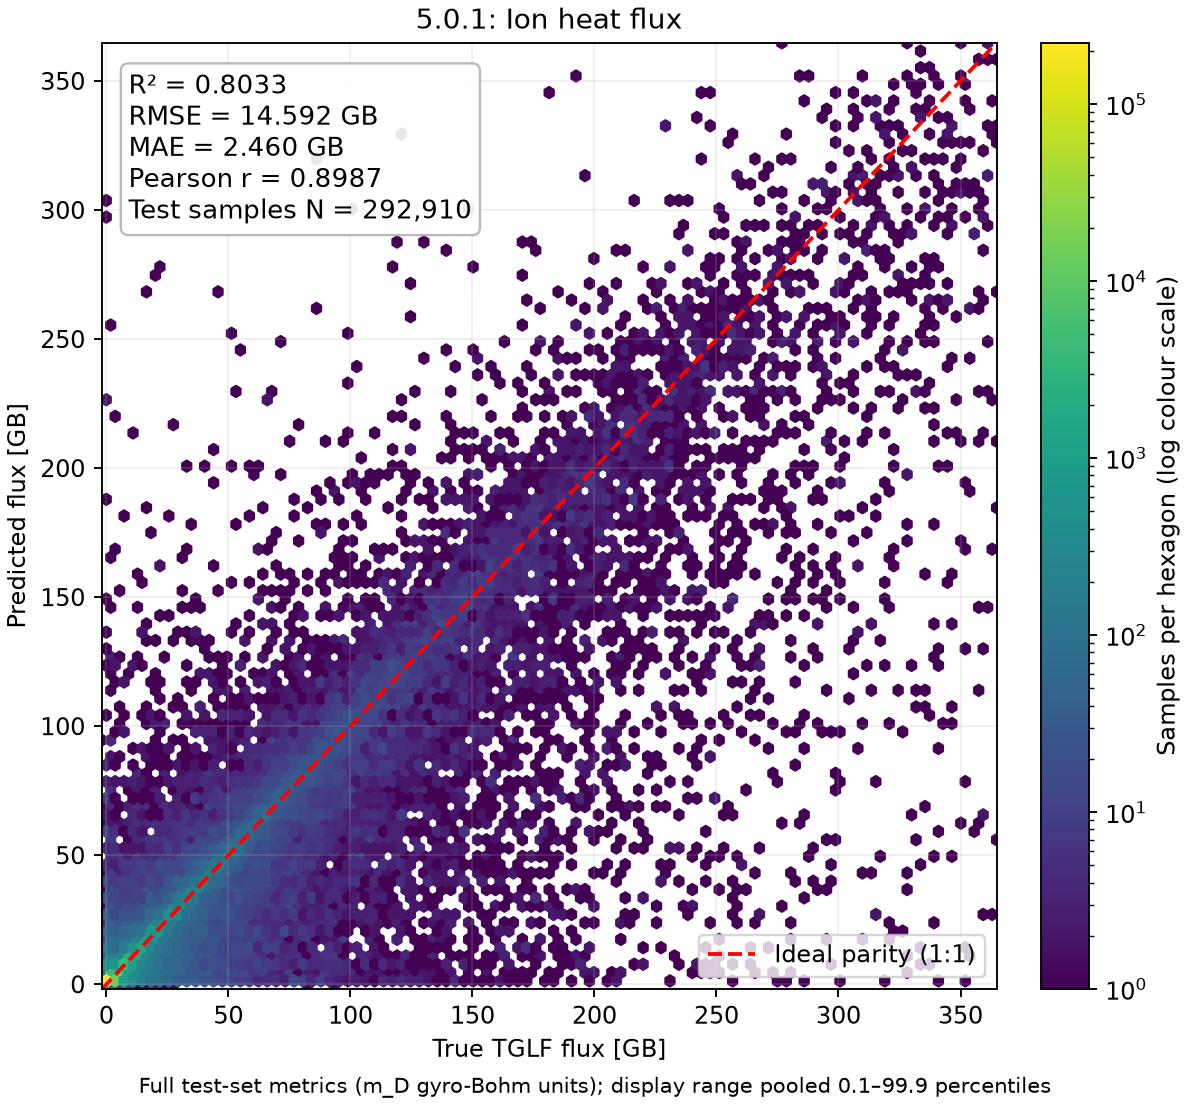 5.0.1: Ion heat flux
R² = 0.8033
RMSE = 14.592 GB
MAE = 2.460 GB
Pearson r = 0.8987
Test samples N = 292,910
Predicted flux [GB]
350
300
250
200
150
100
50
0
0 50 100 150 200 250 300 350
True TGLF flux [GB]
Ideal parity (1:1)
10⁵
10⁴
10³
10²
10¹
10⁰
Samples per hexagon (log colour scale)
Full test-set metrics (m_D gyro-Bohm units); display range pooled 0.1–99.9 percentiles